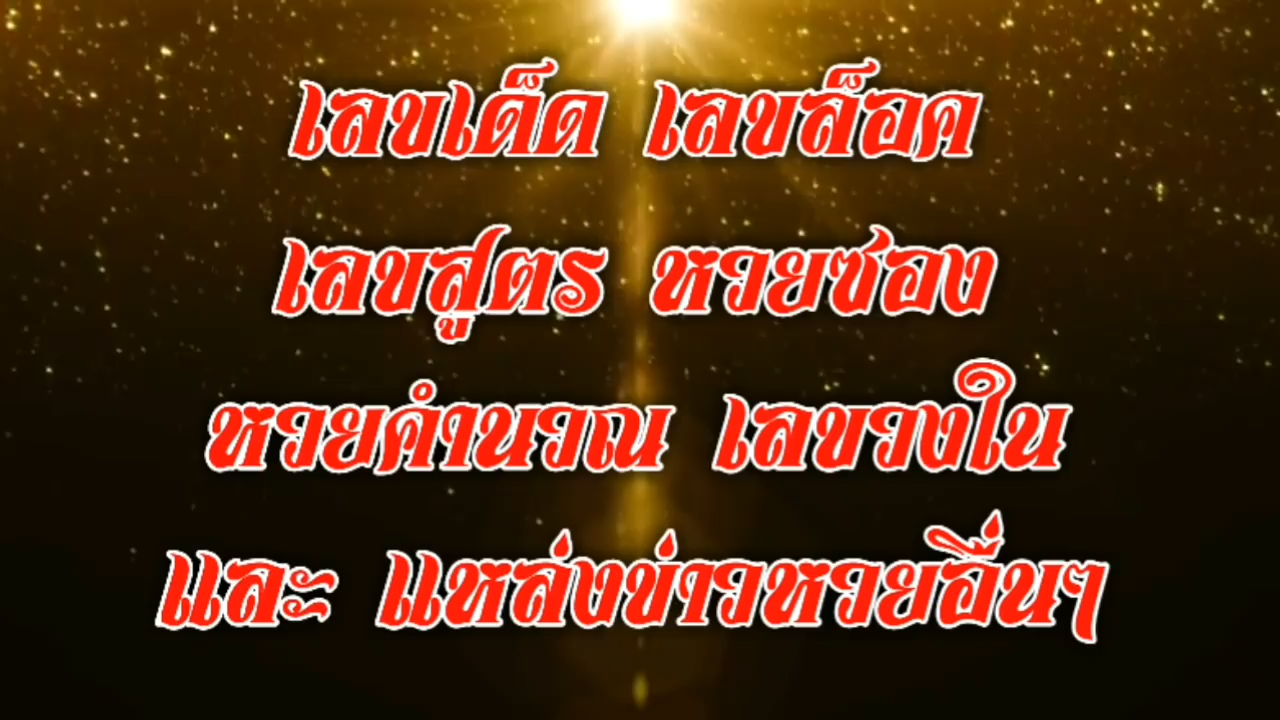 เลขเด็ด เลขล็อค
เลขสูตร หวยซอง
หวยคำนวณ เลขวงใน
และ แหล่งข่าวหวยอื่นๆ